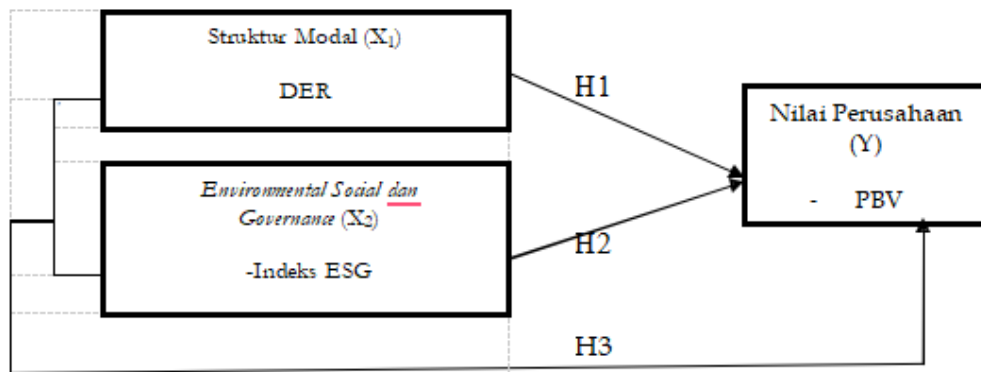 Struktur Modal (X₁)
DER
H1
Nilai Perusahaan
(Y)
- PBV
Environmental Social dan
Governance (X₂)
-Indeks ESG
H2
H3